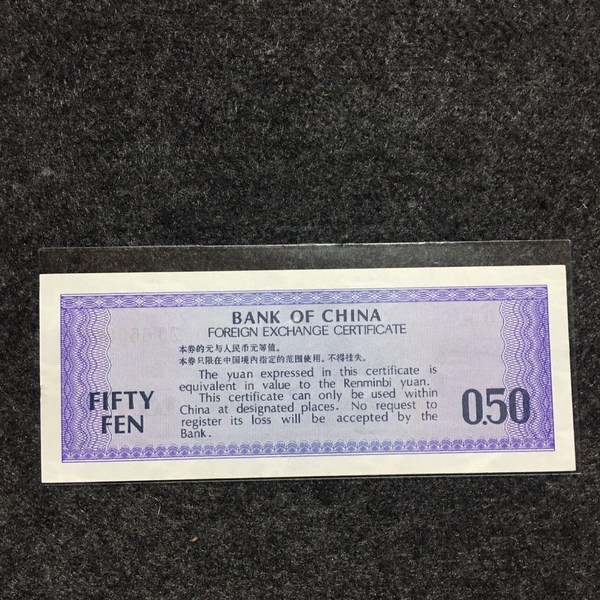 BANK OF CHINA
FOREIGN EXCHANGE CERTIFICATE
本券的元与人民币元等值。
本券只限在中国境内指定的范围使用。不得挂失。
The yuan expressed in this certificate is
equivalent in value to the Renminbi yuan.
This certificate can only be used within
China at designated places. No request to
register its loss will be accepted by the
Bank.
FIFTY
FEN
0.50